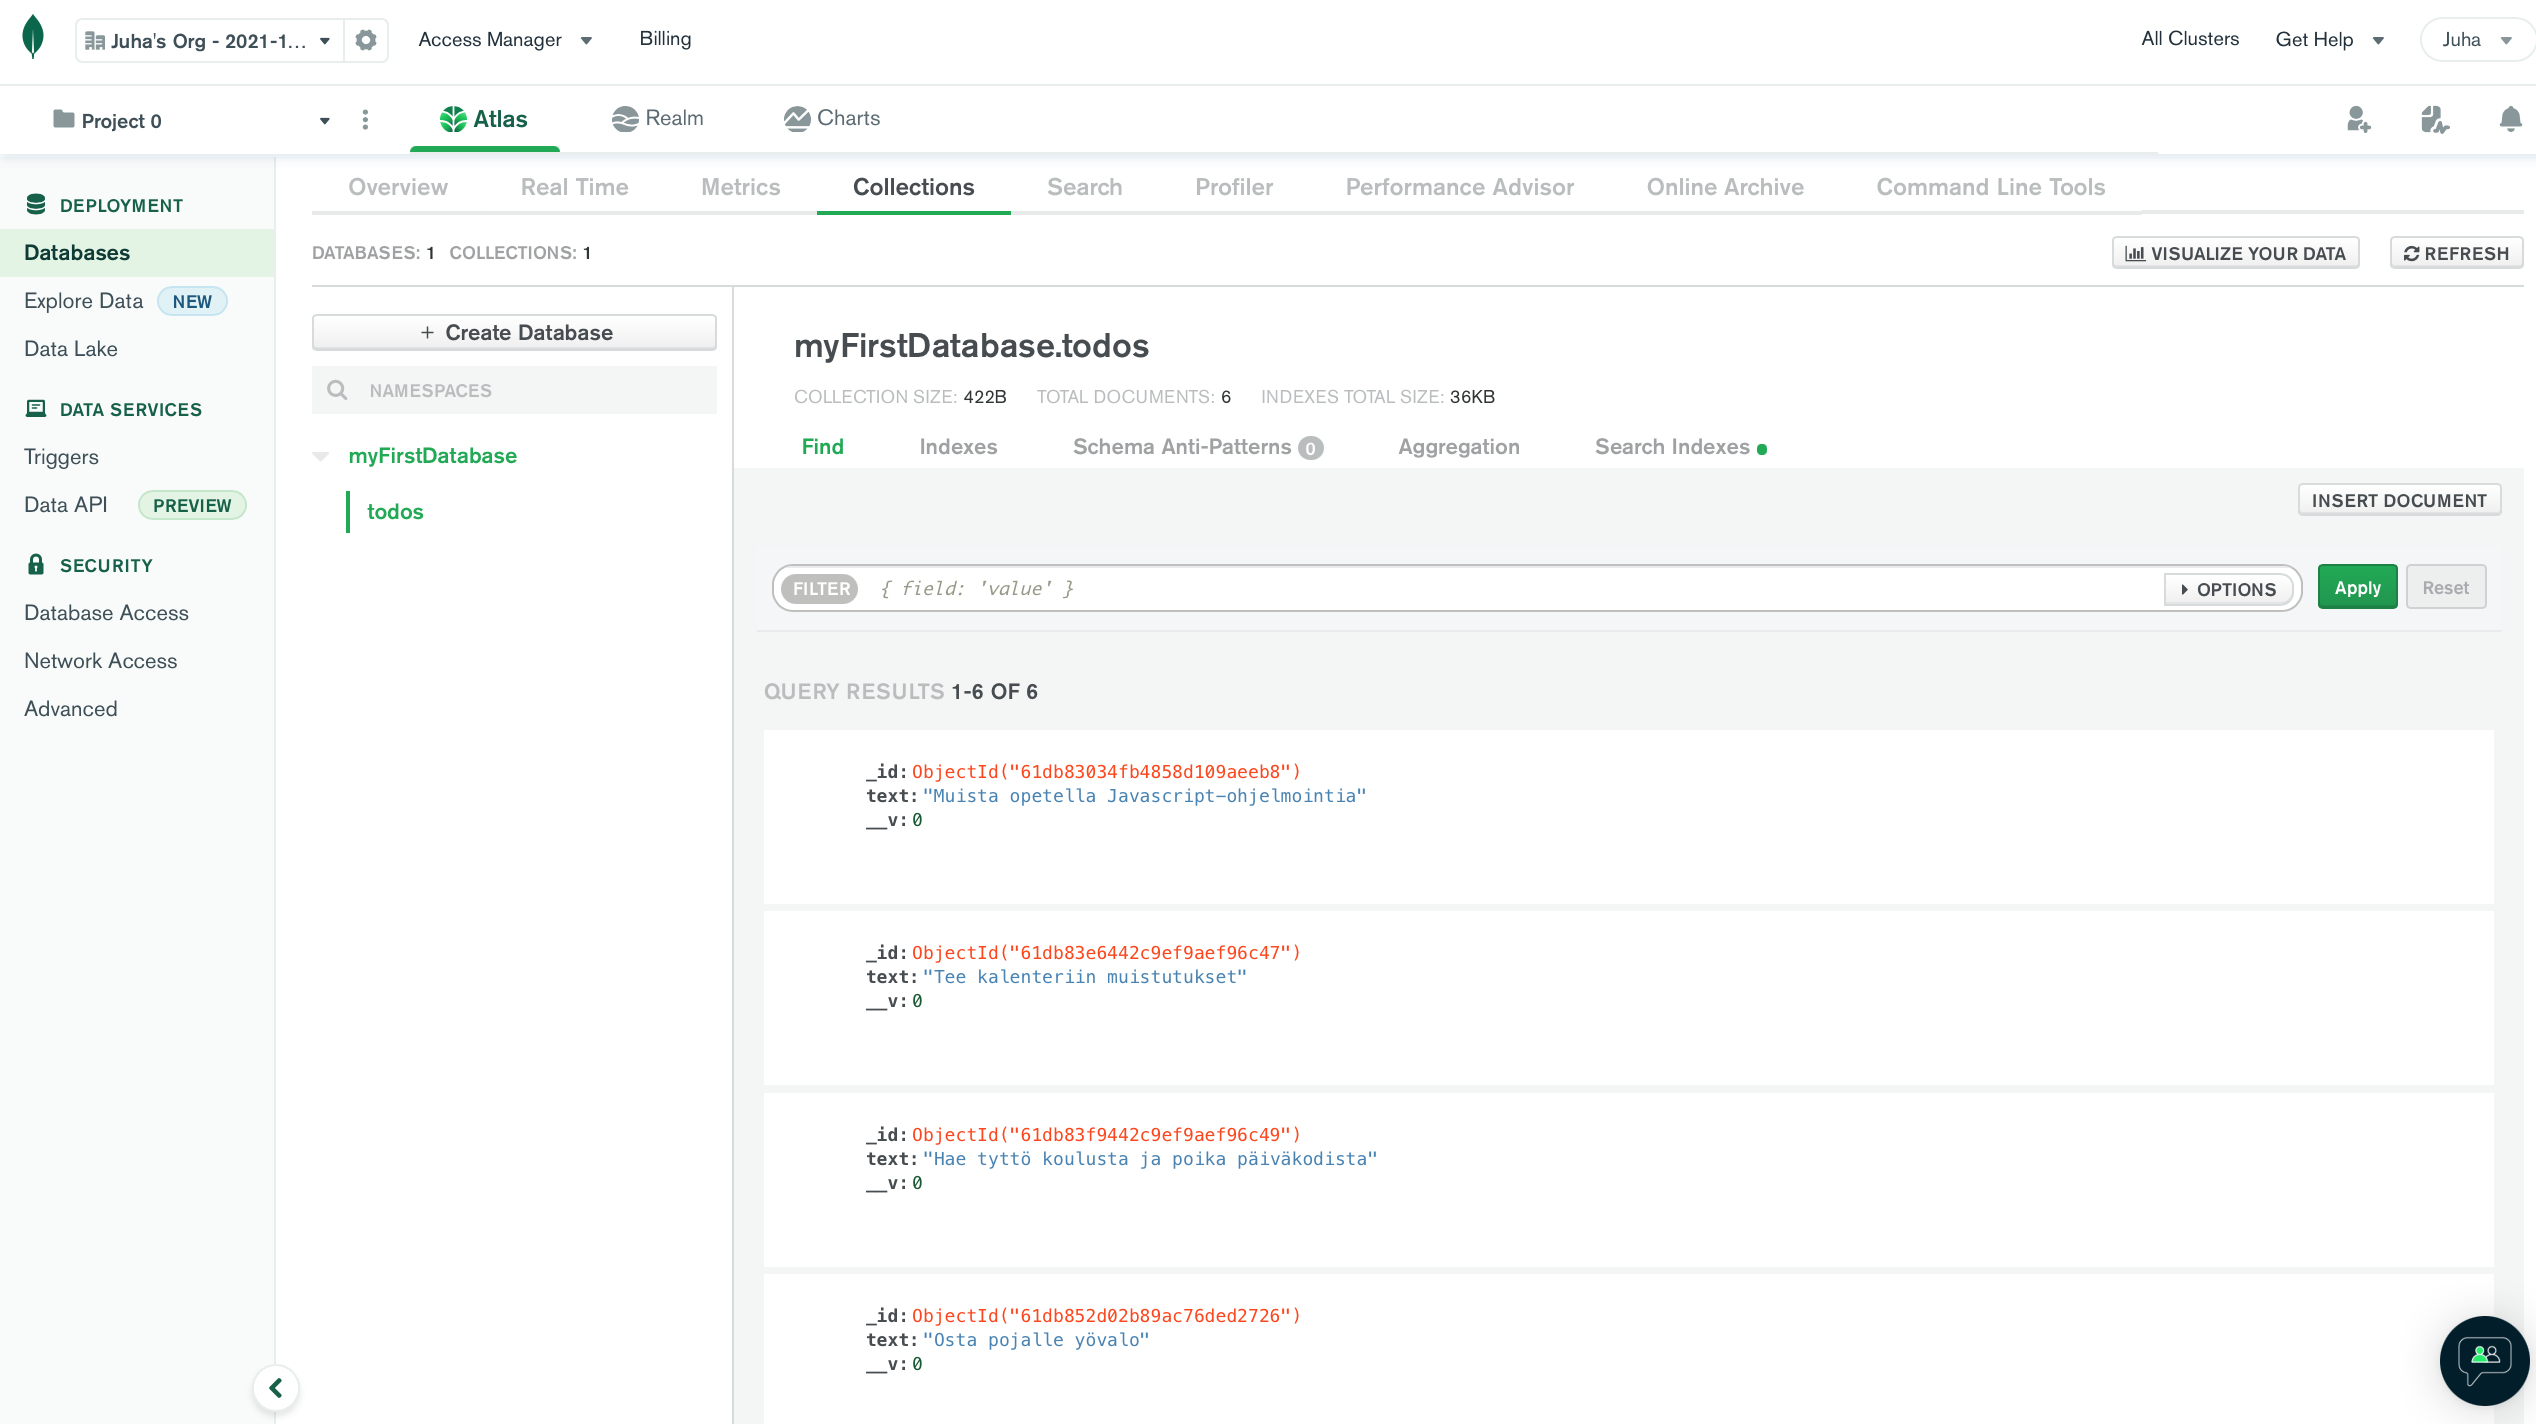 Juha's Org - 2021-1...
Access Manager
Billing
All Clusters
Get Help
Juha
Project 0
Atlas
Realm
Charts
DEPLOYMENT
Databases
Explore Data NEW
Data Lake
DATA SERVICES
Triggers
Data API PREVIEW
SECURITY
Database Access
Network Access
Advanced
Overview
Real Time
Metrics
Collections
Search
Profiler
Performance Advisor
Online Archive
Command Line Tools
DATABASES: 1 COLLECTIONS: 1
VISUALIZE YOUR DATA
REFRESH
+ Create Database
NAMESPACES
myFirstDatabase
todos
myFirstDatabase.todos
COLLECTION SIZE: 422B TOTAL DOCUMENTS: 6 INDEXES TOTAL SIZE: 36KB
Find
Indexes
Schema Anti-Patterns 0
Aggregation
Search Indexes
INSERT DOCUMENT
FILTER { field: 'value' }
OPTIONS
Apply
Reset
QUERY RESULTS 1-6 OF 6
_id: ObjectId("61db83034fb4858d109aeeb8")
text: "Muista opetella Javascript-ohjelmointia"
__v: 0
_id: ObjectId("61db83e6442c9ef9aef96c47")
text: "Tee kalenteriin muistutukset"
__v: 0
_id: ObjectId("61db83f9442c9ef9aef96c49")
text: "Hae tyttö koulusta ja poika päiväkodista"
__v: 0
_id: ObjectId("61db852d02b89ac76ded2726")
text: "Osta pojalle yövalo"
__v: 0